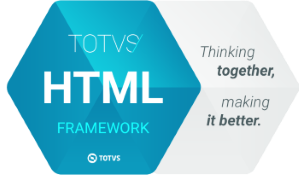 TOTVS
HTML
FRAMEWORK
TOTVS
Thinking
together,
making
it better.